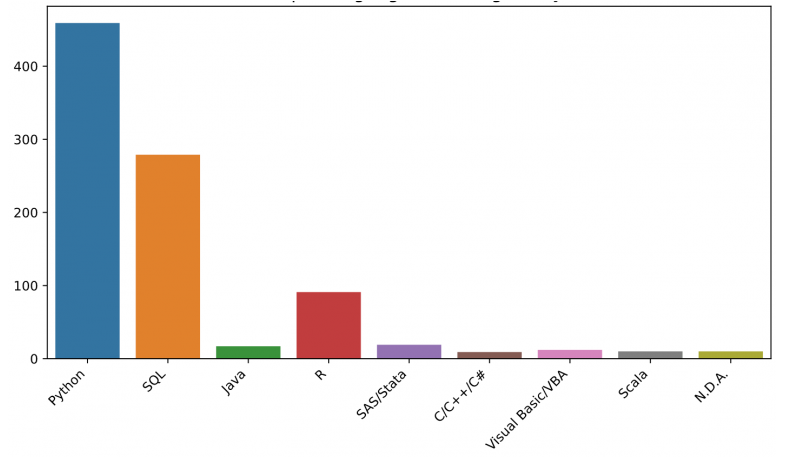 400
300
200
100
0
Python
SQL
Java
R
SAS/Stata
C/C++/C#
Visual Basic/VBA
Scala
N.D.A.